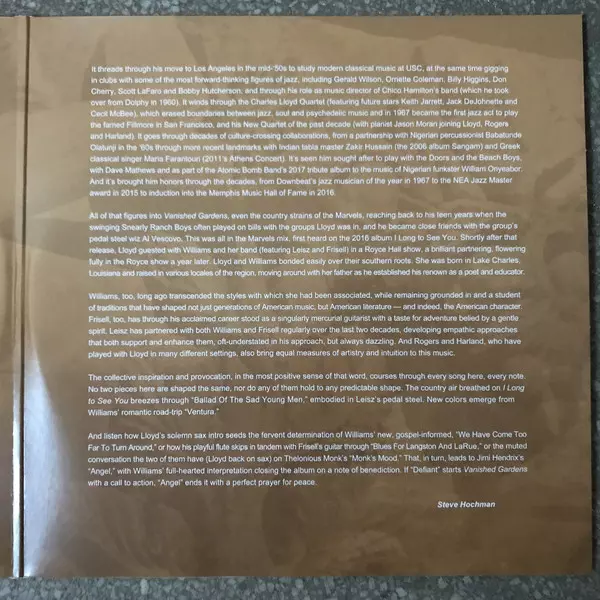 it threads through his move to Los Angeles in the mid-'50s to study modern classical music at USC, at the same time gigging
in clubs with some of the most forward-thinking figures of jazz, including Gerald Wilson, Ornette Coleman, Billy Higgins, Don
Cherry, Scott LaFaro and Bobby Hutcherson, and through his role as music director of Chico Hamilton's band (which he took
over from Dolphy in 1960). It winds through the Charles Lloyd Quartet (featuring future stars Keith Jarrett, Jack DeJohnette and
Cecil McBee), which erased boundaries between jazz, soul and psychedelic music and in 1967 became the first jazz act to play
the famed Fillmore in San Francisco, and his New Quartet of the past decade (with pianist Jason Moran joining Lloyd, Rogers
and Harland). It goes through decades of culture-crossing collaborations, from a partnership with Nigerian percussionist Babatunde
Olatunji in the '60s through more recent landmarks with Indian tabla master Zakir Hussain (the 2006 album Sangam) and Greek
classical singer Maria Farantouri (2011's Athens Concert). It's seen him sought after to play with the Doors and the Beach Boys,
with Dave Mathews and as part of the Atomic Bomb Band's 2017 tribute album to the music of Nigerian funkster William Onyeabor.
And it's brought him honors through the decades, from Downbeat's jazz musician of the year in 1967 to the NEA Jazz Master
award in 2015 to induction into the Memphis Music Hall of Fame in 2016.
All of that figures into Vanished Gardens, even the country strains of the Marvels, reaching back to his teen years when the
swinging Snearly Ranch Boys often played on bills with the groups Lloyd was in, and he became close friends with the group's
pedal steel wiz Al Vescovo. This was all in the Marvels mix, first heard on the 2016 album I Long to See You. Shortly after that
release, Lloyd guested with Williams and her band (featuring Leisz and Frisell) in a Royce Hall show, a brilliant partnering, flowering
fully in the Royce show a year later. Lloyd and Williams bonded easily over their southern roots. She was born in Lake Charles,
Louisiana and raised in various locales of the region, moving around with her father as he established his renown as a poet and educator.
Williams, too, long ago transcended the styles with which she had been associated, while remaining grounded in and a student
of traditions that have shaped not just generations of American music, but American literature — and indeed, the American character.
Frisell, too, has through his acclaimed career stood as a singularly mercurial guitarist with a taste for adventure belied by a gentle
spirit. Leisz has partnered with both Williams and Frisell regularly over the last two decades, developing empathic approaches
that both support and enhance them, oft-understated in his approach, but always dazzling. And Rogers and Harland, who have
played with Lloyd in many different settings, also bring equal measures of artistry and intuition to this music.
The collective inspiration and provocation, in the most positive sense of that word, courses through every song here, every note.
No two pieces here are shaped the same, nor do any of them hold to any predictable shape. The country air breathed on I Long
to See You breezes through "Ballad Of The Sad Young Men," embodied in Leisz's pedal steel. New colors emerge from
Williams' romantic road-trip "Ventura."
And listen how Lloyd's solemn sax intro seeds the fervent determination of Williams' new, gospel-informed, "We Have Come Too
Far To Turn Around," or how his playful flute skips in tandem with Frisell's guitar through "Blues For Langston And LaRue," or the muted
conversation the two of them have (Lloyd back on sax) on Thelonious Monk's "Monk's Mood." That, in turn, leads to Jimi Hendrix's
"Angel," with Williams' full-hearted interpretation closing the album on a note of benediction. If "Defiant" starts Vanished Gardens
with a call to action, "Angel" ends it with a perfect prayer for peace.
Steve Hochman